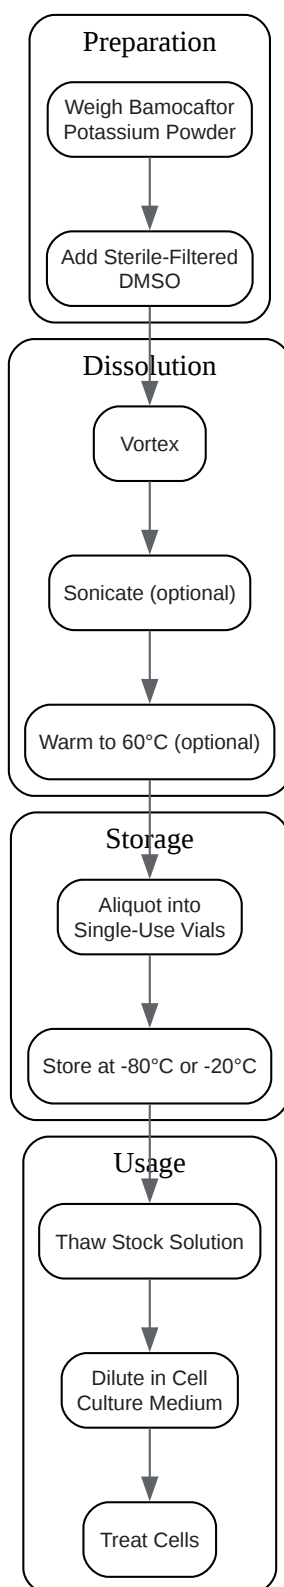 Preparation
Weigh Bamocaftor
Potassium Powder
Add Sterile-Filtered
DMSO
Dissolution
Vortex
Sonicate (optional)
Warm to 60°C (optional)
Storage
Aliquot into
Single-Use Vials
Store at -80°C or -20°C
Usage
Thaw Stock Solution
Dilute in Cell
Culture Medium
Treat Cells